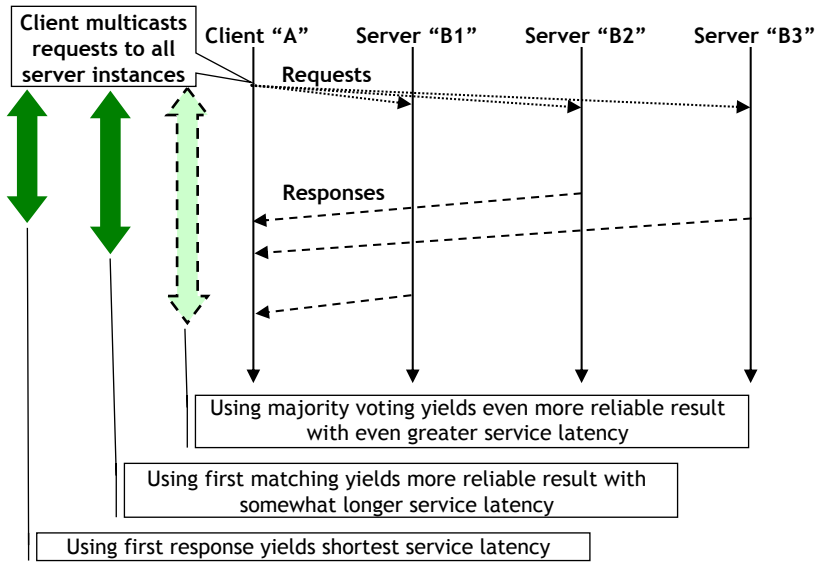 Client multicasts
requests to all
server instances
Client “A”
Server “B1”
Server “B2”
Server “B3”
Requests
Responses
Using majority voting yields even more reliable result
with even greater service latency
Using first matching yields more reliable result with
somewhat longer service latency
Using first response yields shortest service latency